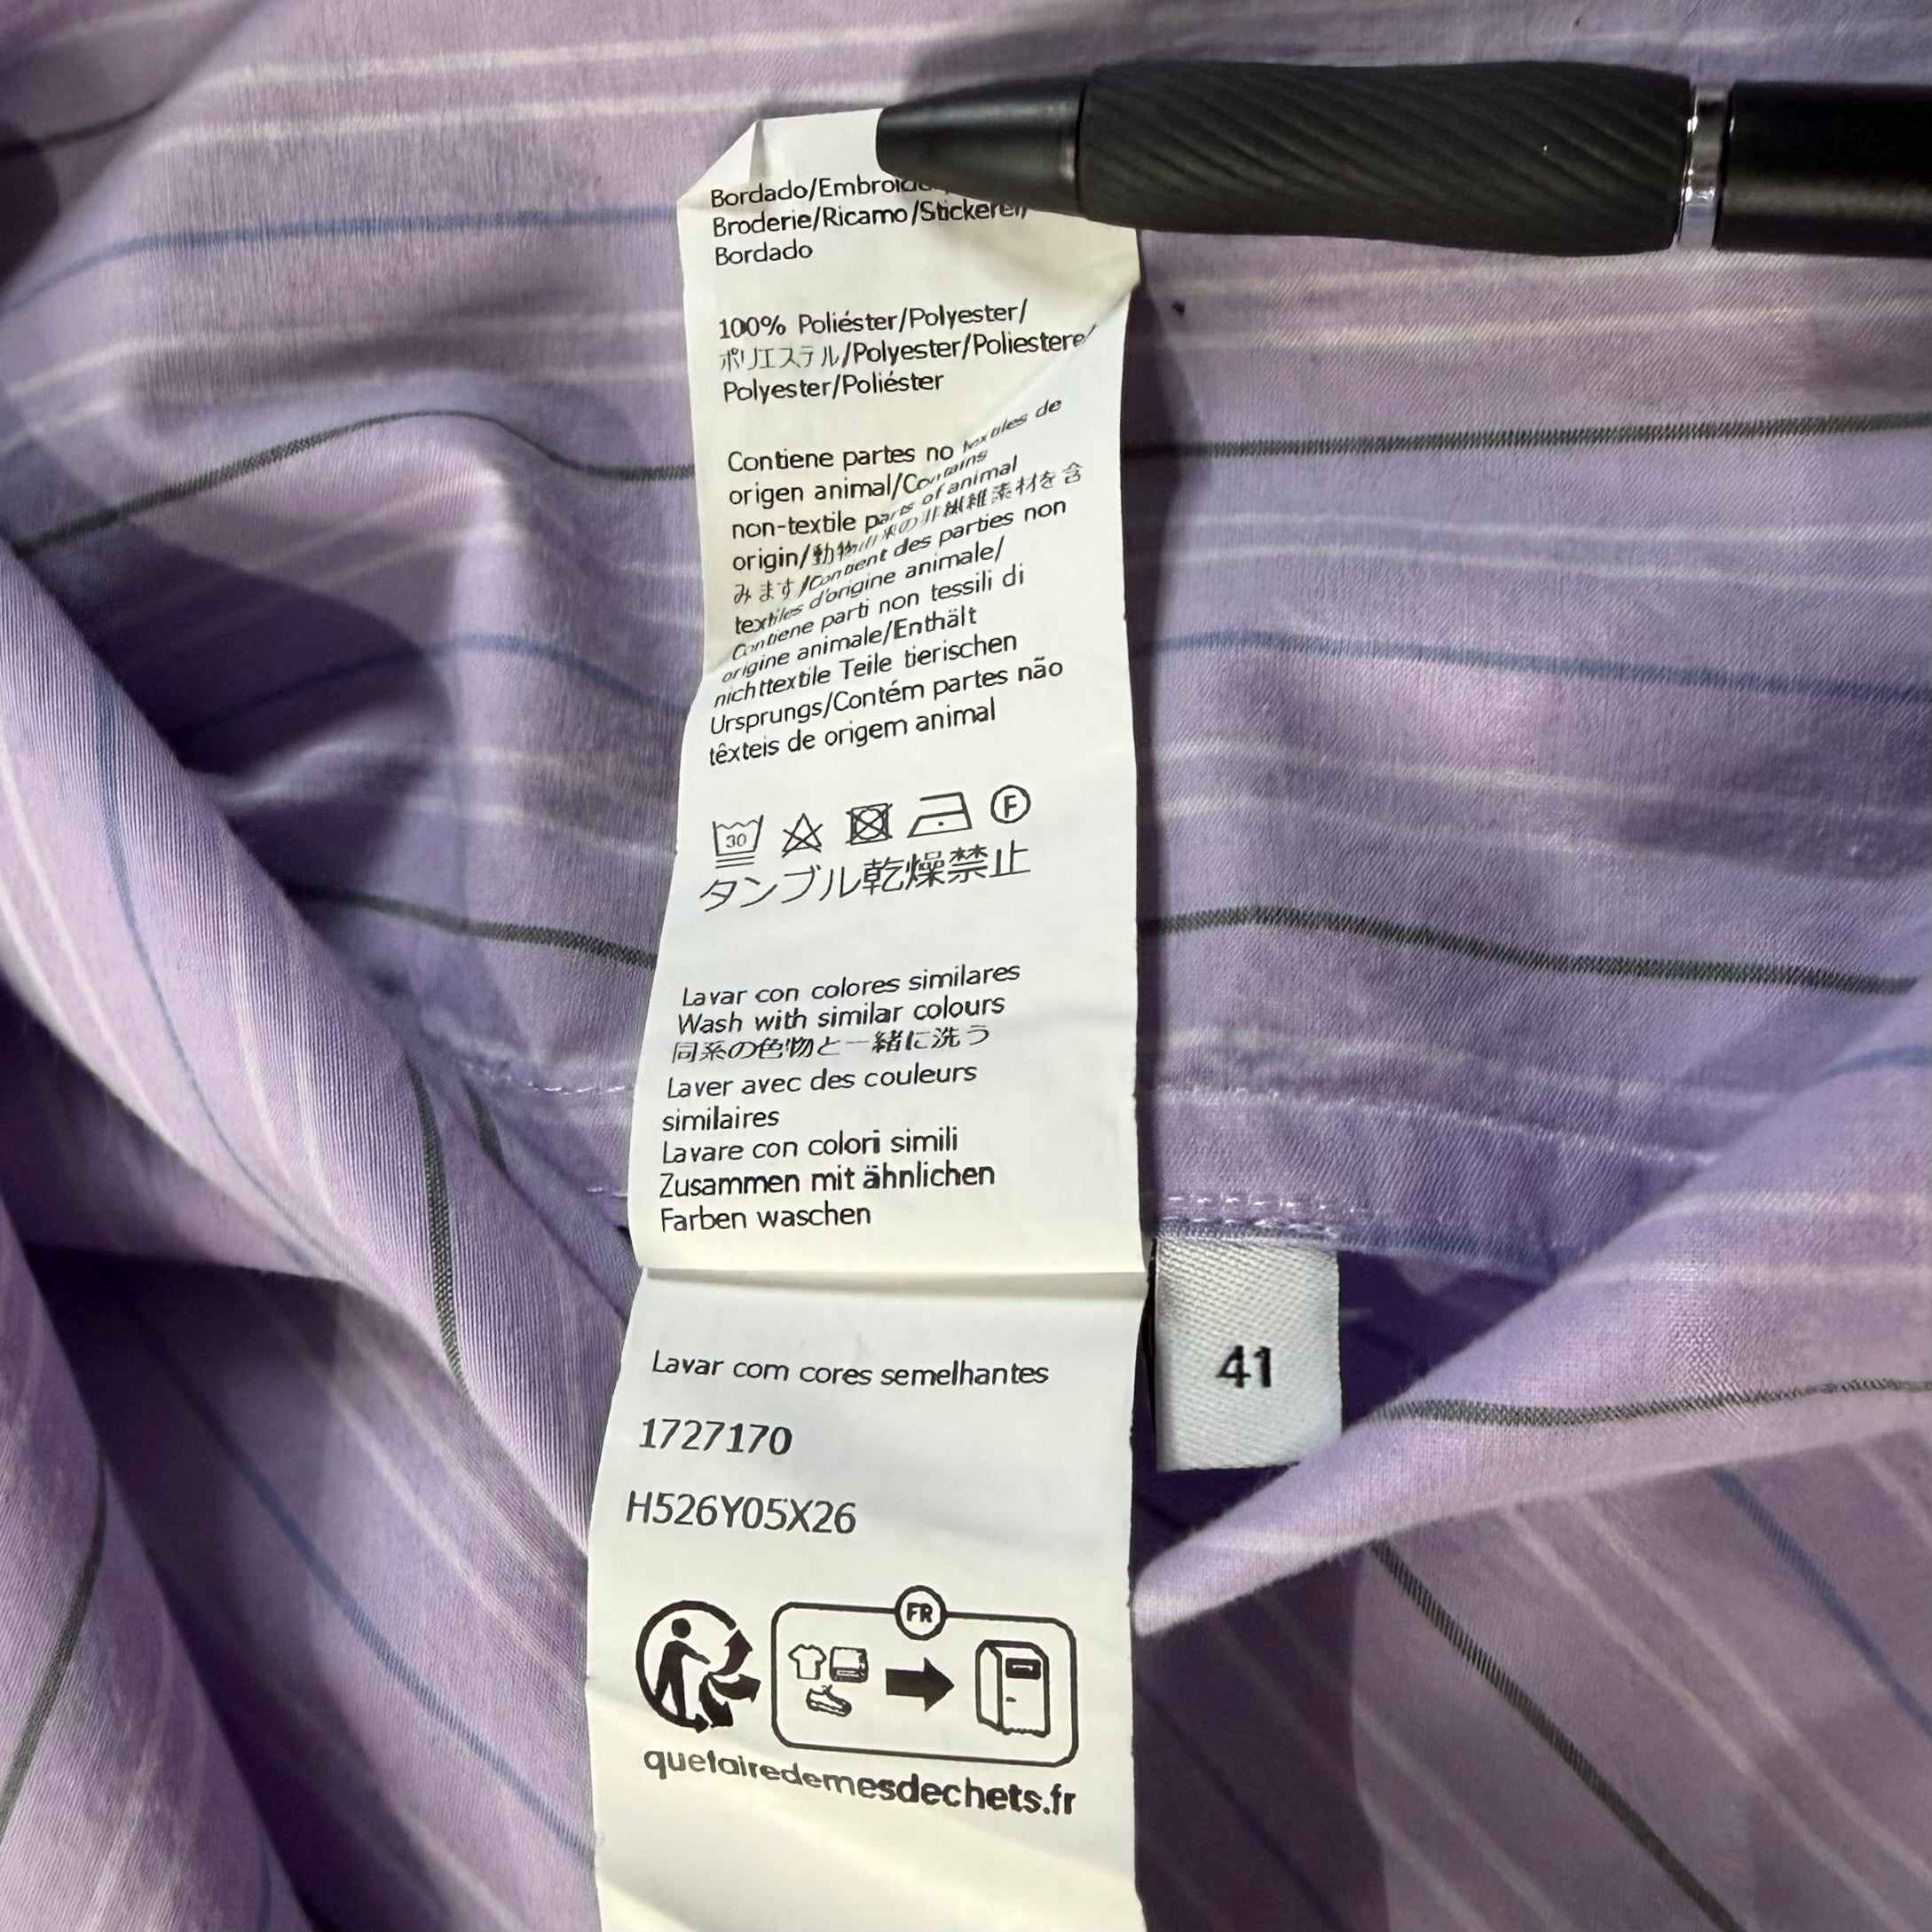 Bordado/
Broderie/Ricamo/Stickerei/
Bordado
100% Poliéster/Polyester/
ポリエステル/Polyester/Poliestere/
Polyester/Poliéster
Contiene partes no textiles de
origen animal/Contains
non-textile parts of animal
origin/動物由来の非繊維素材を含
みます/Contient des parties non
textiles d'origine animale/
Contiene parti non tessili di
origine animale/Enthält
nichttextile Teile tierischen
Ursprungs/Contém partes não
têxteis de origem animal
30 F
タンブル乾燥禁止
Lavar con colores similares
Wash with similar colours
同系の色物と一緒に洗う
Laver avec des couleurs
similaires
Lavare con colori simili
Zusammen mit ähnlichen
Farben waschen
Lavar com cores semelhantes
1727170
H526Y05X26
FR
quefairedemesdechets.fr
41